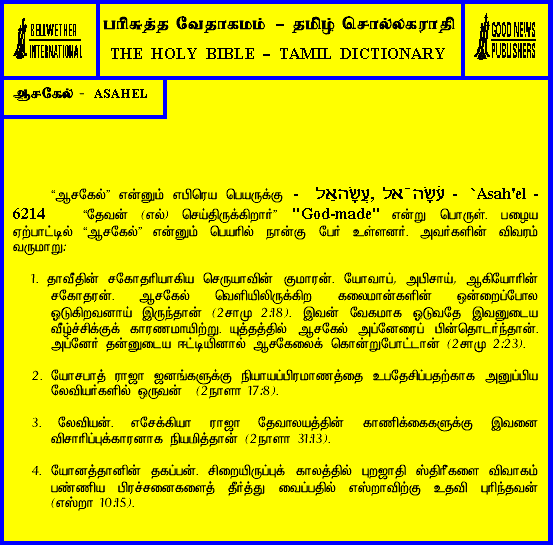 BELLWETHER
INTERNATIONAL
பரிசுத்த வேதாகமம் – தமிழ் சொல்லகராதி
THE HOLY BIBLE – TAMIL DICTIONARY
GOOD NEWS
PUBLISHERS
ஆசகேல் - ASAHEL
“ஆசகேல்” என்னும் எபிரெய பெயருக்கு - עֲשָׂהאֵל, עֲשָׂה־אֵל - `Asah'el -
6214 “தேவன் (எல்) செய்திருக்கிறார்” "God-made" என்று பொருள். பழைய
ஏற்பாட்டில் “ஆசகேல்” என்னும் பெயரில் நான்கு பேர் உள்ளனர். அவர்களின் விவரம்
வருமாறு:
1. தாவீதின் சகோதரியாகிய செருயாவின் குமாரன். யோவாப், அபிசாய், ஆகியோரின்
சகோதரன். ஆசகேல் வெளியிலிருக்கிற கலைமான்களின் ஒன்றைப்போல
ஓடுகிறவனாய் இருந்தான் (2சாமு 2:18). இவன் வேகமாக ஓடுவதே இவனுடைய
வீழ்ச்சிக்குக் காரணமாயிற்று. யுத்தத்தில் ஆசகேல் அப்னேரைப் பின்தொடர்ந்தான்.
அப்னேர் தன்னுடைய ஈட்டியினால் ஆசகேலைக் கொன்றுபோட்டான் (2சாமு 2:23).
2. யோசபாத் ராஜா ஜனங்களுக்கு நியாயப்பிரமாணத்தை உபதேசிப்பதற்காக அனுப்பிய
லேவியர்களில் ஒருவன் (2நாளா 17:8).
3. லேவியன். எசேக்கியா ராஜா தேவாலயத்தின் காணிக்கைகளுக்கு இவனை
விசாரிப்புக்காரனாக நியமித்தான் (2நாளா 31:13).
4. யோனத்தானின் தகப்பன். சிறையிருப்புக் காலத்தில் புறஜாதி ஸ்திரீகளை விவாகம்
பண்ணிய பிரச்சனைகளைத் தீர்த்து வைப்பதில் எஸ்றாவிற்கு உதவி புரிந்தவன்
(எஸ்றா 10:15).